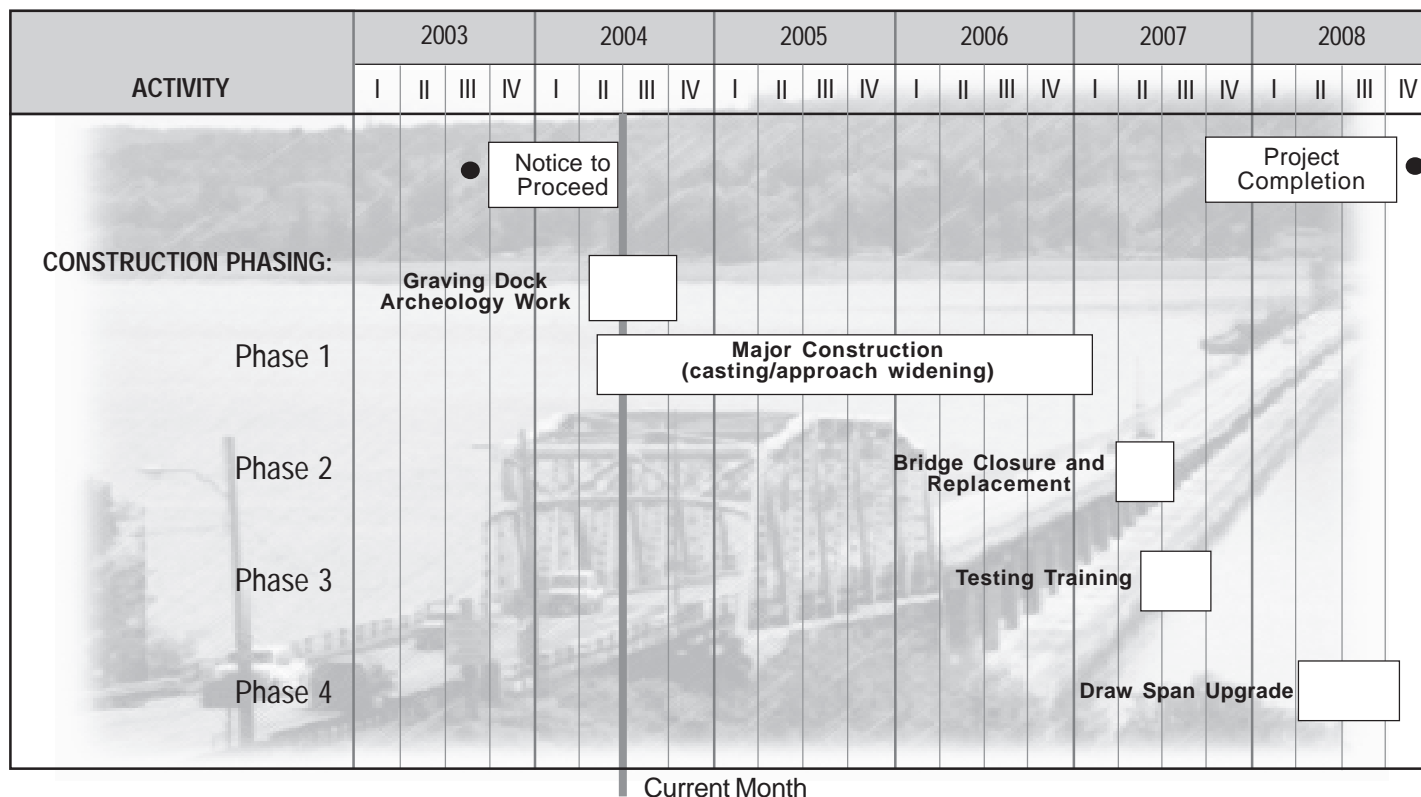 2003 2004 2005 2006 2007 2008
ACTIVITY I II III IV I II III IV I II III IV I II III IV I II III IV I II III IV
Notice to
Proceed
Project
Completion
CONSTRUCTION PHASING:
Graving Dock
Archeology Work
Phase 1
Major Construction
(casting/approach widening)
Phase 2
Bridge Closure and
Replacement
Phase 3
Testing Training
Phase 4
Draw Span Upgrade
Current Month